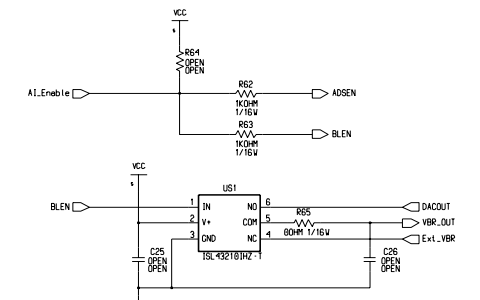 VCC
R64
OPEN
OPEN
AI_Enable
R62
1KOHM
1/16W
ADSEN
R63
1KOHM
1/16W
BLEN
VCC
US1
BLEN
1 IN NO 6
DACOUT
2 V+ COM 5
R65
0OHM 1/16W
VBR_OUT
3 GND NC 4
Ext_VBR
ISL43210IHZ-T
C25
OPEN
OPEN
C26
OPEN
OPEN